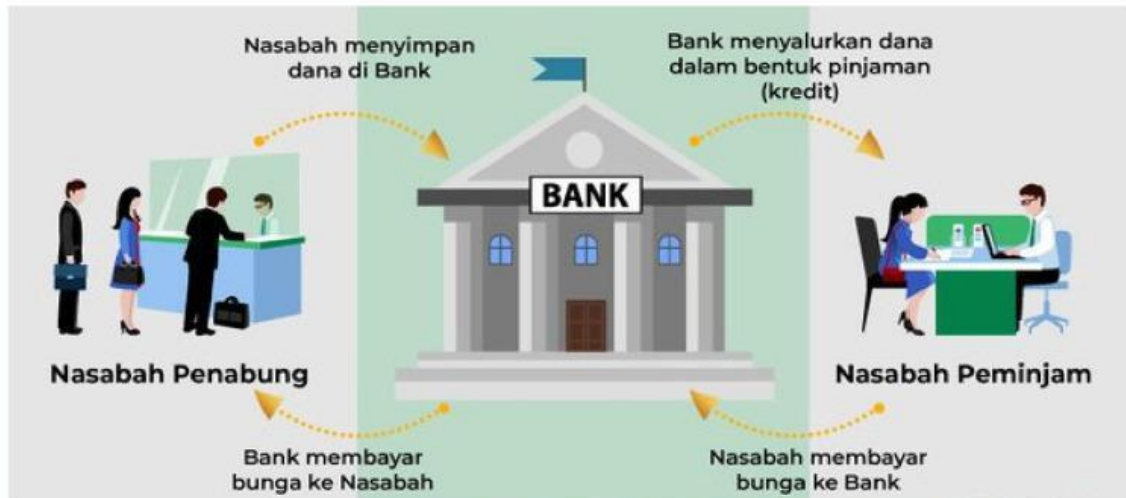 Nasabah menyimpan
dana di Bank
Bank menyalurkan dana
dalam bentuk pinjaman
(kredit)
BANK
Nasabah Penabung
Nasabah Peminjam
Bank membayar
bunga ke Nasabah
Nasabah membayar
bunga ke Bank